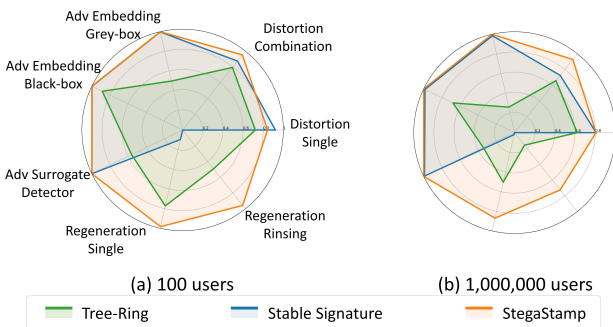 Adv Embedding
Grey-box
Distortion
Combination
Adv Embedding
Black-box
Distortion
Single
Adv Surrogate
Detector
Regeneration
Single
Regeneration
Rinsing
(a) 100 users
(b) 1,000,000 users
Tree-Ring
Stable Signature
StegaStamp